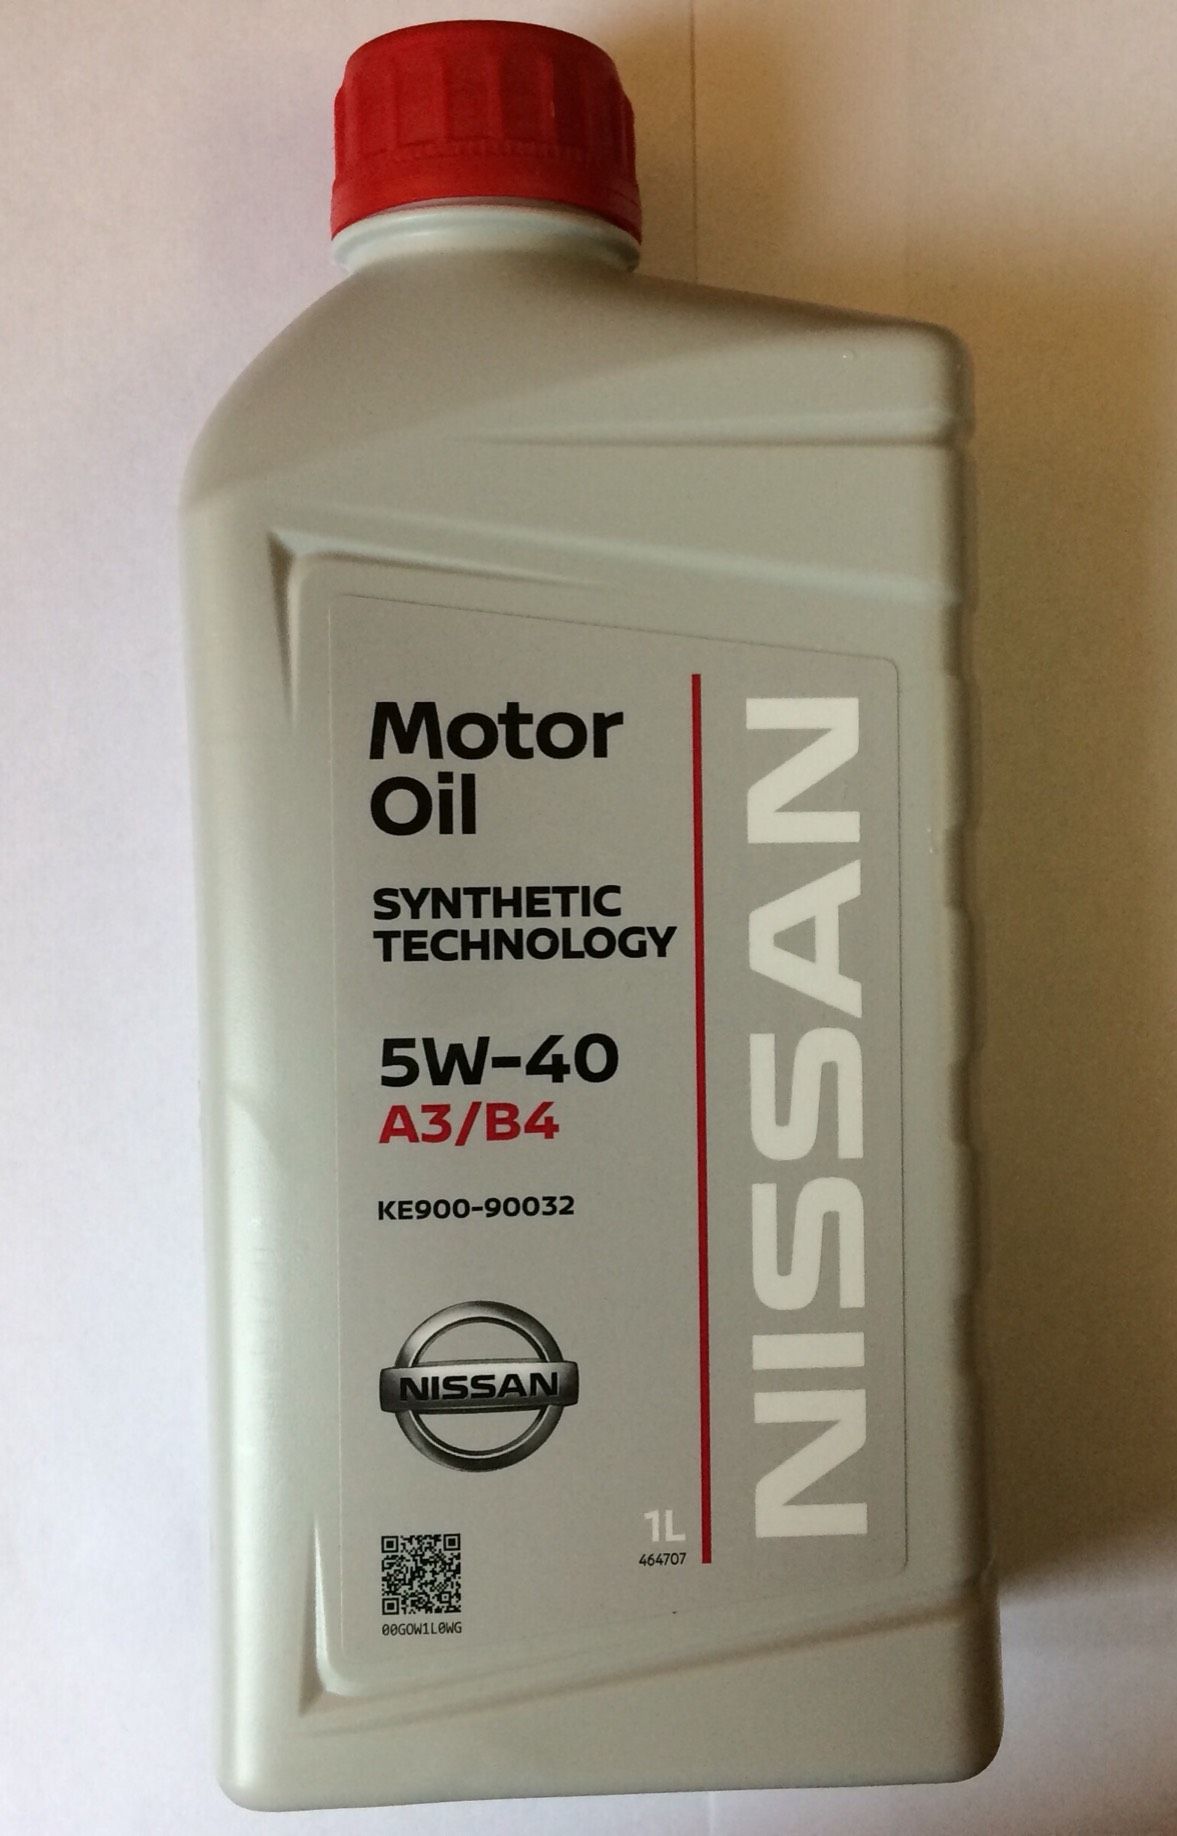 Motor
Oil
SYNTHETIC
TECHNOLOGY
5W-40
A3/B4
KE900-90032
NISSAN
1L
464707
00GOW1L0WG
NISSAN